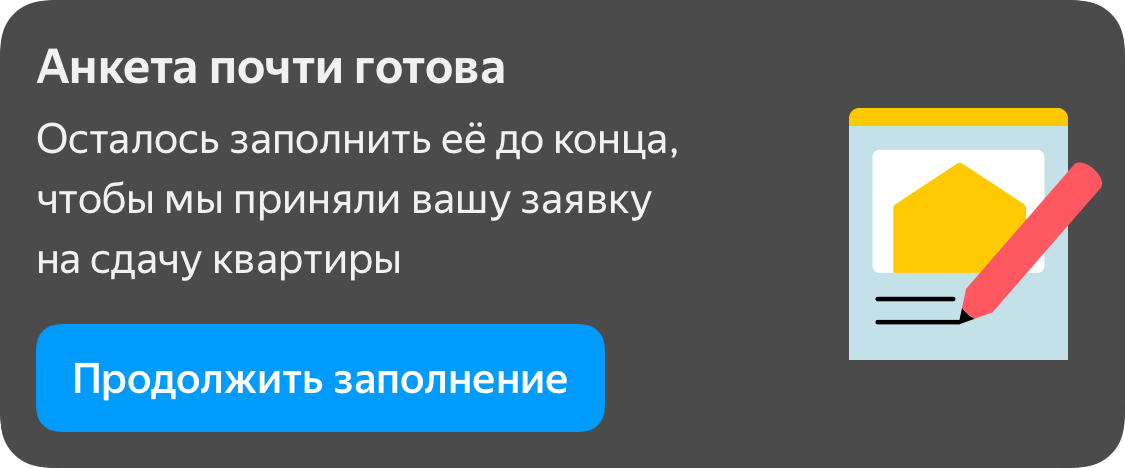 Анкета почти готова
Осталось заполнить её до конца,
чтобы мы приняли вашу заявку
на сдачу квартиры
Продолжить заполнение